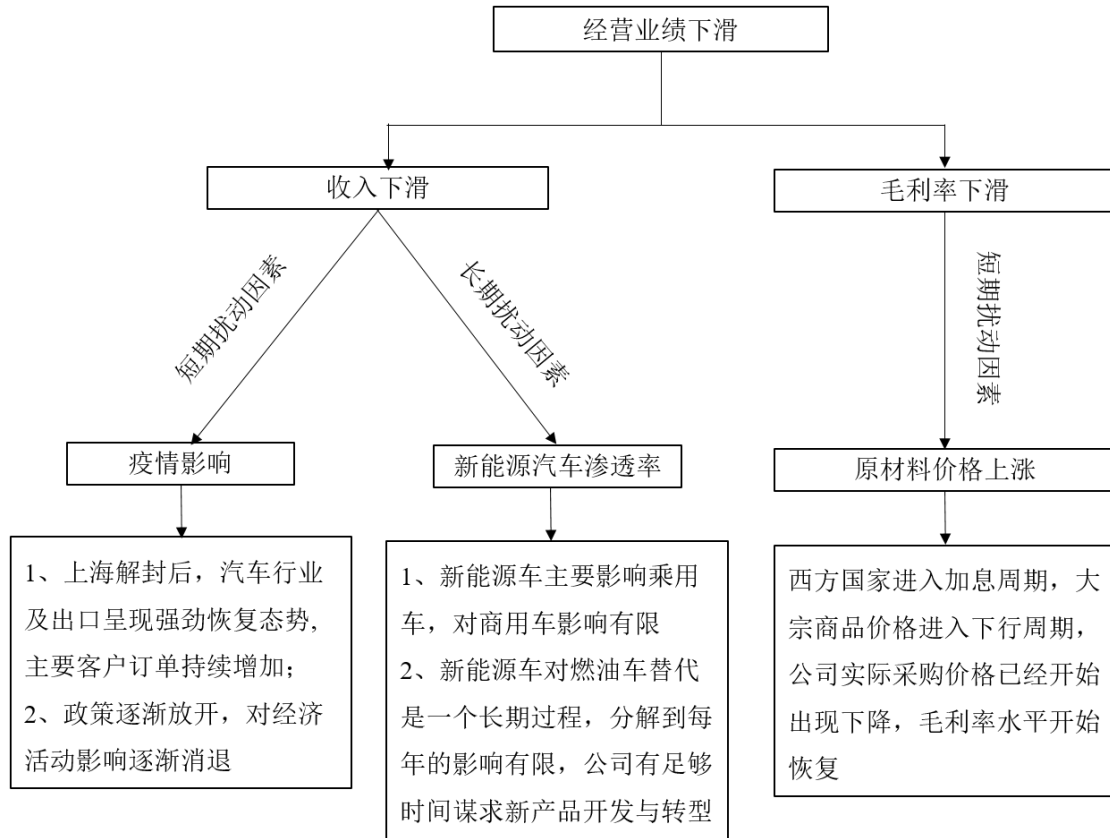 经营业绩下滑
收入下滑
毛利率下滑
短期扰动因素
长期扰动因素
短期扰动因素
疫情影响
新能源汽车渗透率
原材料价格上涨
1、上海解封后，汽车行业
及出口呈现强劲恢复态势,
主要客户订单持续增加；
2、政策逐渐放开，对经济
活动影响逐渐消退
1、新能源车主要影响乘用
车，对商用车影响有限
2、新能源车对燃油车替代
是一个长期过程，分解到每
年的影响有限，公司有足够
时间谋求新产品开发与转型
西方国家进入加息周期，大
宗商品价格进入下行周期，
公司实际采购价格已经开始
出现下降，毛利率水平开始
恢复